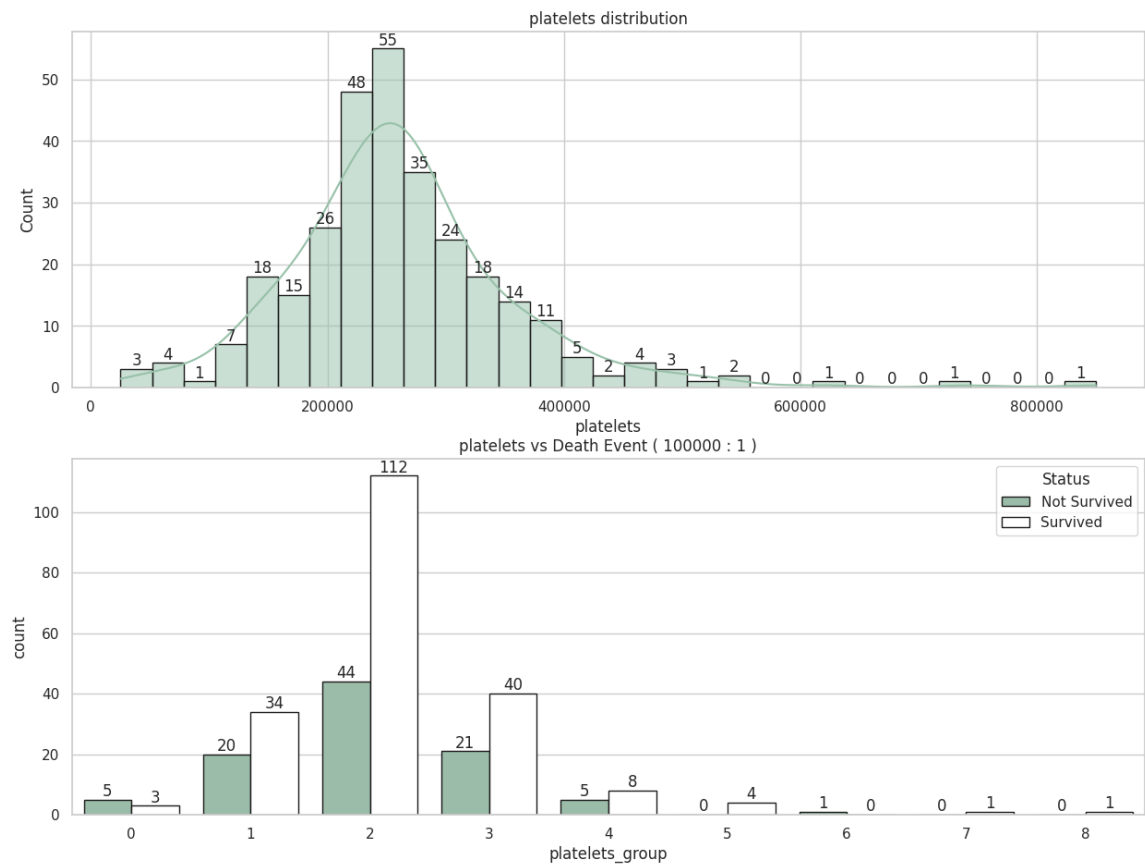 platelets distribution
Count
50
40
30
20
10
0
3 4 1 7 18 15 26 48 55 35 24 18 14 11 5 2 4 3 1 2 0 0 1 0 0 0 1 0 0 0 1
0 200000 400000 600000 800000
platelets
platelets vs Death Event ( 100000 : 1 )
Status
Not Survived
Survived
count
100
80
60
40
20
0
5 3 20 34 44 112 21 40 5 8 0 4 1 0 0 1 0 1
0 1 2 3 4 5 6 7 8
platelets_group